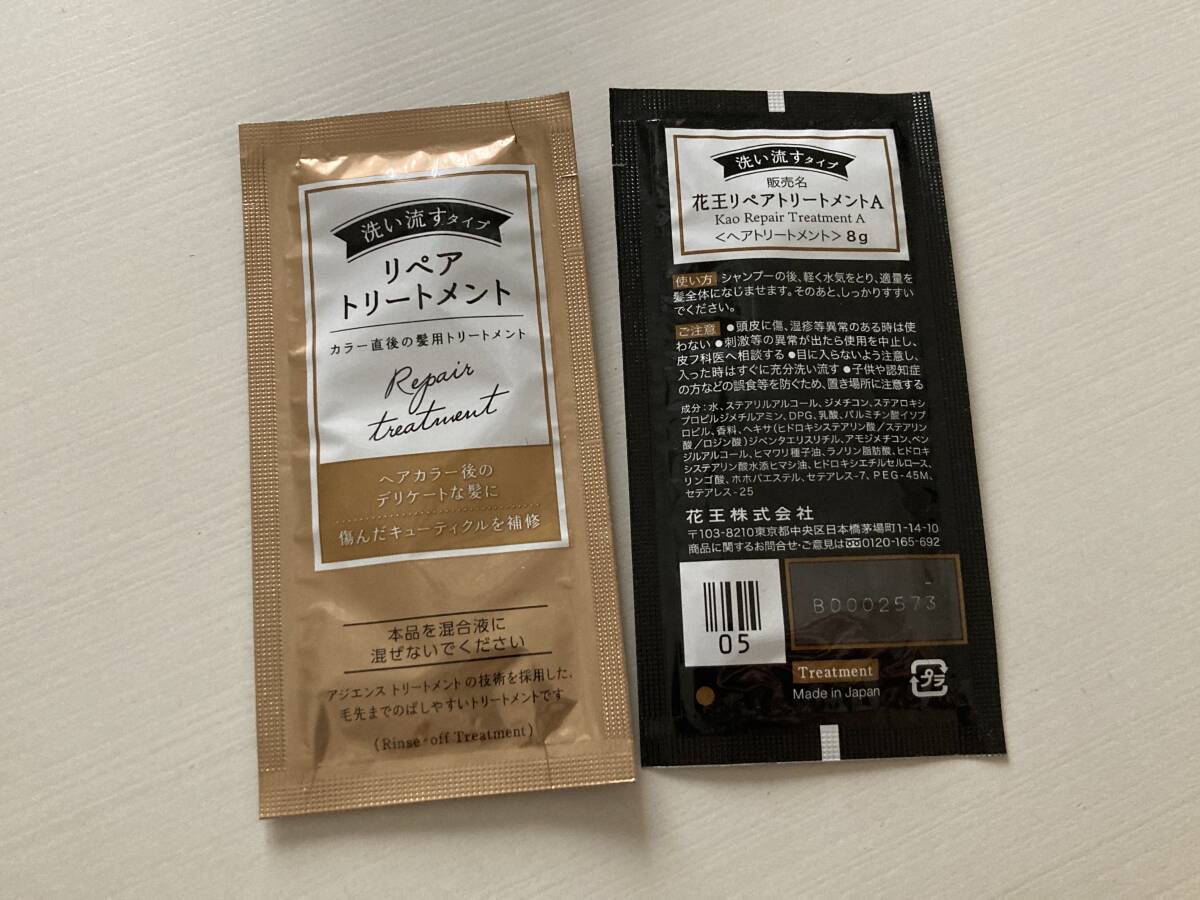 洗い流すタイプ
リペア
トリートメント
カラー直後の髪用トリートメント
Repair
treatment
ヘアカラー後の
デリケートな髪に
傷んだキューティクルを補修
本品を混合液に
混ぜないでください
アジエンス トリートメントの技術を採用した、
毛先までのばしやすいトリートメントです
(Rinse-off Treatment)
洗い流すタイプ
販売名
花王リペアトリートメントA
Kao Repair Treatment A
<ヘアトリートメント> 8g
使い方 シャンプーの後、軽く水気をとり、適量を
髪全体になじませます。そのあと、しっかりすすい
でください。
ご注意 ●頭皮に傷、湿疹等異常のある時は使
わない ●刺激等の異常が出たら使用を中止し、
皮フ科医へ相談する ●目に入らないよう注意し、
入った時はすぐに充分洗い流す ●子供や認知症
の方などの誤食等を防ぐため、置き場所に注意する
成分：水、ステアリルアルコール、ジメチコン、ステアロキシ
プロピルジメチルアミン、DPG、乳酸、パルミチン酸イソプ
ロピル、香料、ヘキサ(ヒドロキシステアリン酸/ステアリン
酸/ロジン酸)ジペンタエリスリチル、アモジメチコン、ベン
ジルアルコール、ヒマワリ種子油、ラノリン脂肪酸、ヒドロキ
システアリン酸水添ヒマシ油、ヒドロキシエチルセルロース、
リンゴ酸、ホホバエステル、セテアレス-7、PEG-45M、
セテアレス-25
花王株式会社
〒103-8210東京都中央区日本橋茅場町1-14-10
商品に関するお問合せ・ご意見は0120-165-692
05
BD0002573
Treatment
Made in Japan
プラ